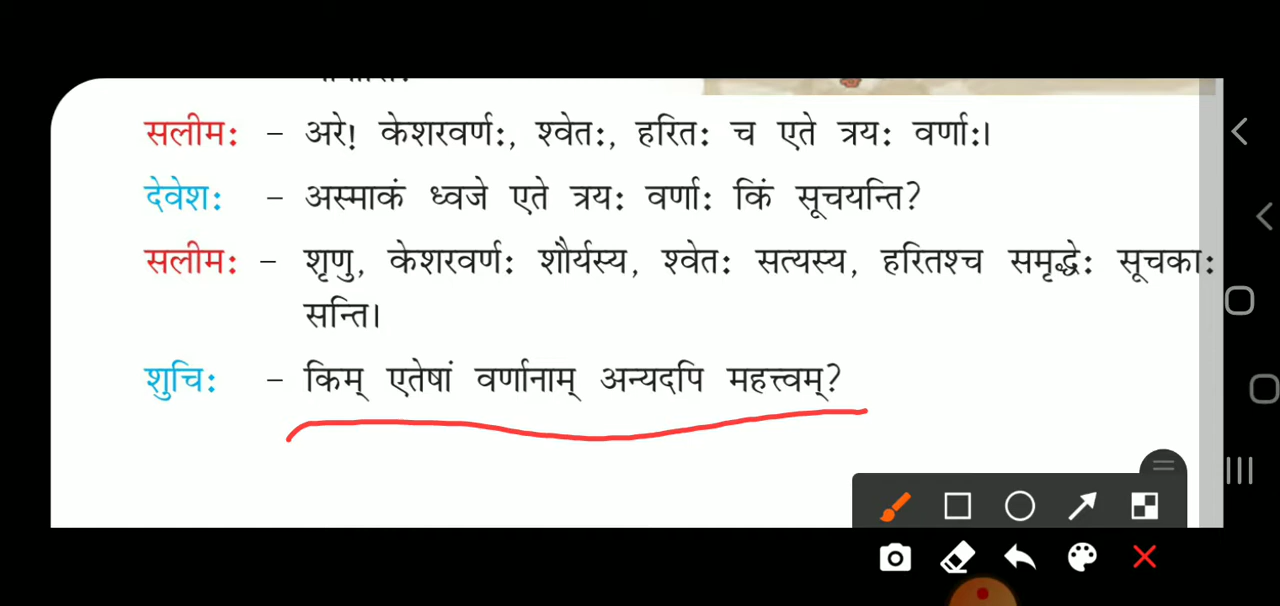 सलीमः – अरे! केशरवर्णः, श्वेतः, हरितः च एते त्रयः वर्णाः।
देवेशः – अस्माकं ध्वजे एते त्रयः वर्णाः किं सूचयन्ति?
सलीमः – शृणु, केशरवर्णः शौर्यस्य, श्वेतः सत्यस्य, हरितश्च समृद्धेः सूचकाः
सन्ति।
शुचिः – किम् एतेषां वर्णानाम् अन्यदपि महत्त्वम्?